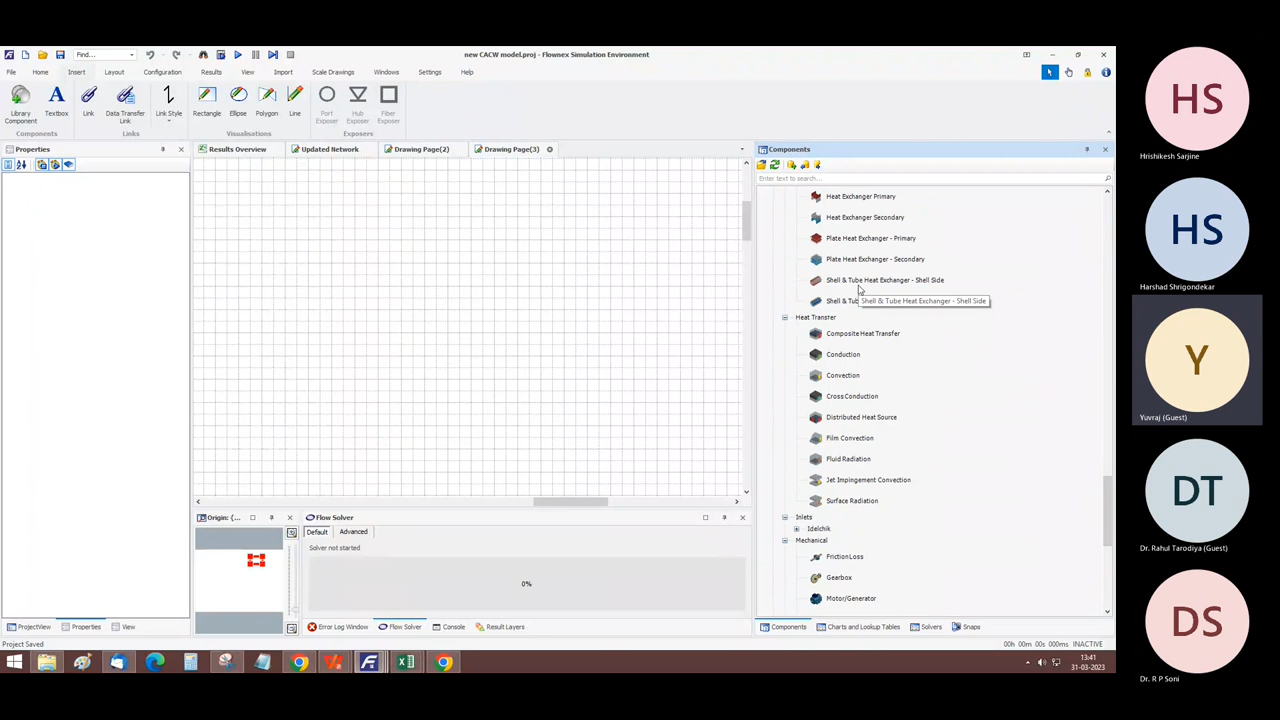 Find...
new CACW model.proj - Flownex Simulation Environment
File Home Insert Layout Configuration Results View Import Scale Drawings Windows Settings Help
Library Component Textbox Link Data Transfer Link Link Style Rectangle Ellipse Polygon Line Port Exposer Hub Exposer Fiber Exposer
Components Links Visualisations Exposers
Properties
Results Overview Updated Network Drawing Page(2) Drawing Page(3)
Components
Enter text to search...
Heat Exchanger Primary
Heat Exchanger Secondary
Plate Heat Exchanger - Primary
Plate Heat Exchanger - Secondary
Shell & Tube Heat Exchanger - Shell Side
Shell & Tub
Shell & Tube Heat Exchanger - Shell Side
Heat Transfer
Composite Heat Transfer
Conduction
Convection
Cross Conduction
Distributed Heat Source
Film Convection
Fluid Radiation
Jet Impingement Convection
Surface Radiation
Inlets
Idelchik
Mechanical
Friction Loss
Gearbox
Motor/Generator
Origin: (...
Flow Solver
Default Advanced
Solver not started
0%
ProjectView Properties View
Error Log Window Flow Solver Console Result Layers
Components Charts and Lookup Tables Solvers Snaps
Project Saved
00h 00m 00s 000ms INACTIVE
13:41
31-03-2023
HS
Hrishikesh Sarjine
HS
Harshad Shrigondekar
Y
Yuvraj (Guest)
DT
Dr. Rahul Tarodiya (Guest)
DS
Dr. R P Soni